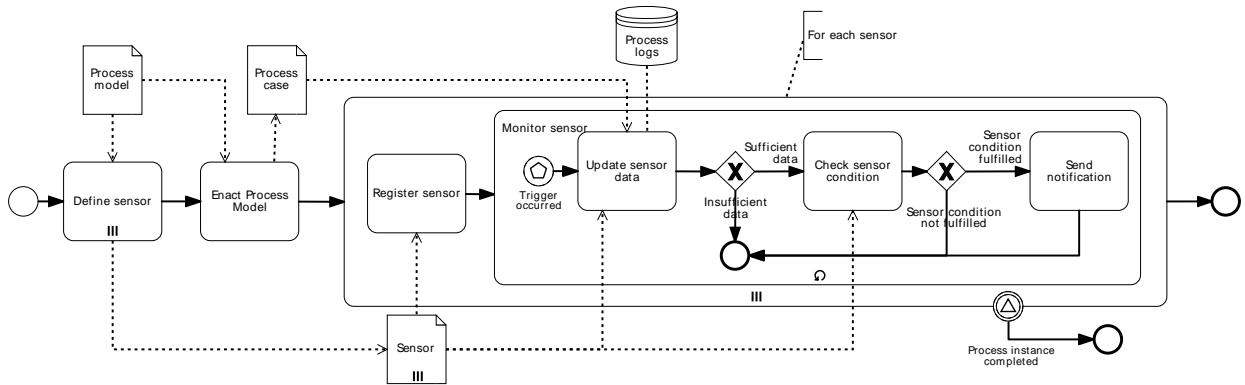 Process
logs
For each sensor
Process
model
Process
case
Monitor sensor
Define sensor
Enact Process
Model
Register sensor
Trigger
occurred
Update sensor
data
Sufficient
data
Insufficient
data
Check sensor
condition
Sensor
condition
fulfilled
Sensor condition
not fulfilled
Send
notification
Sensor
Process instance
completed